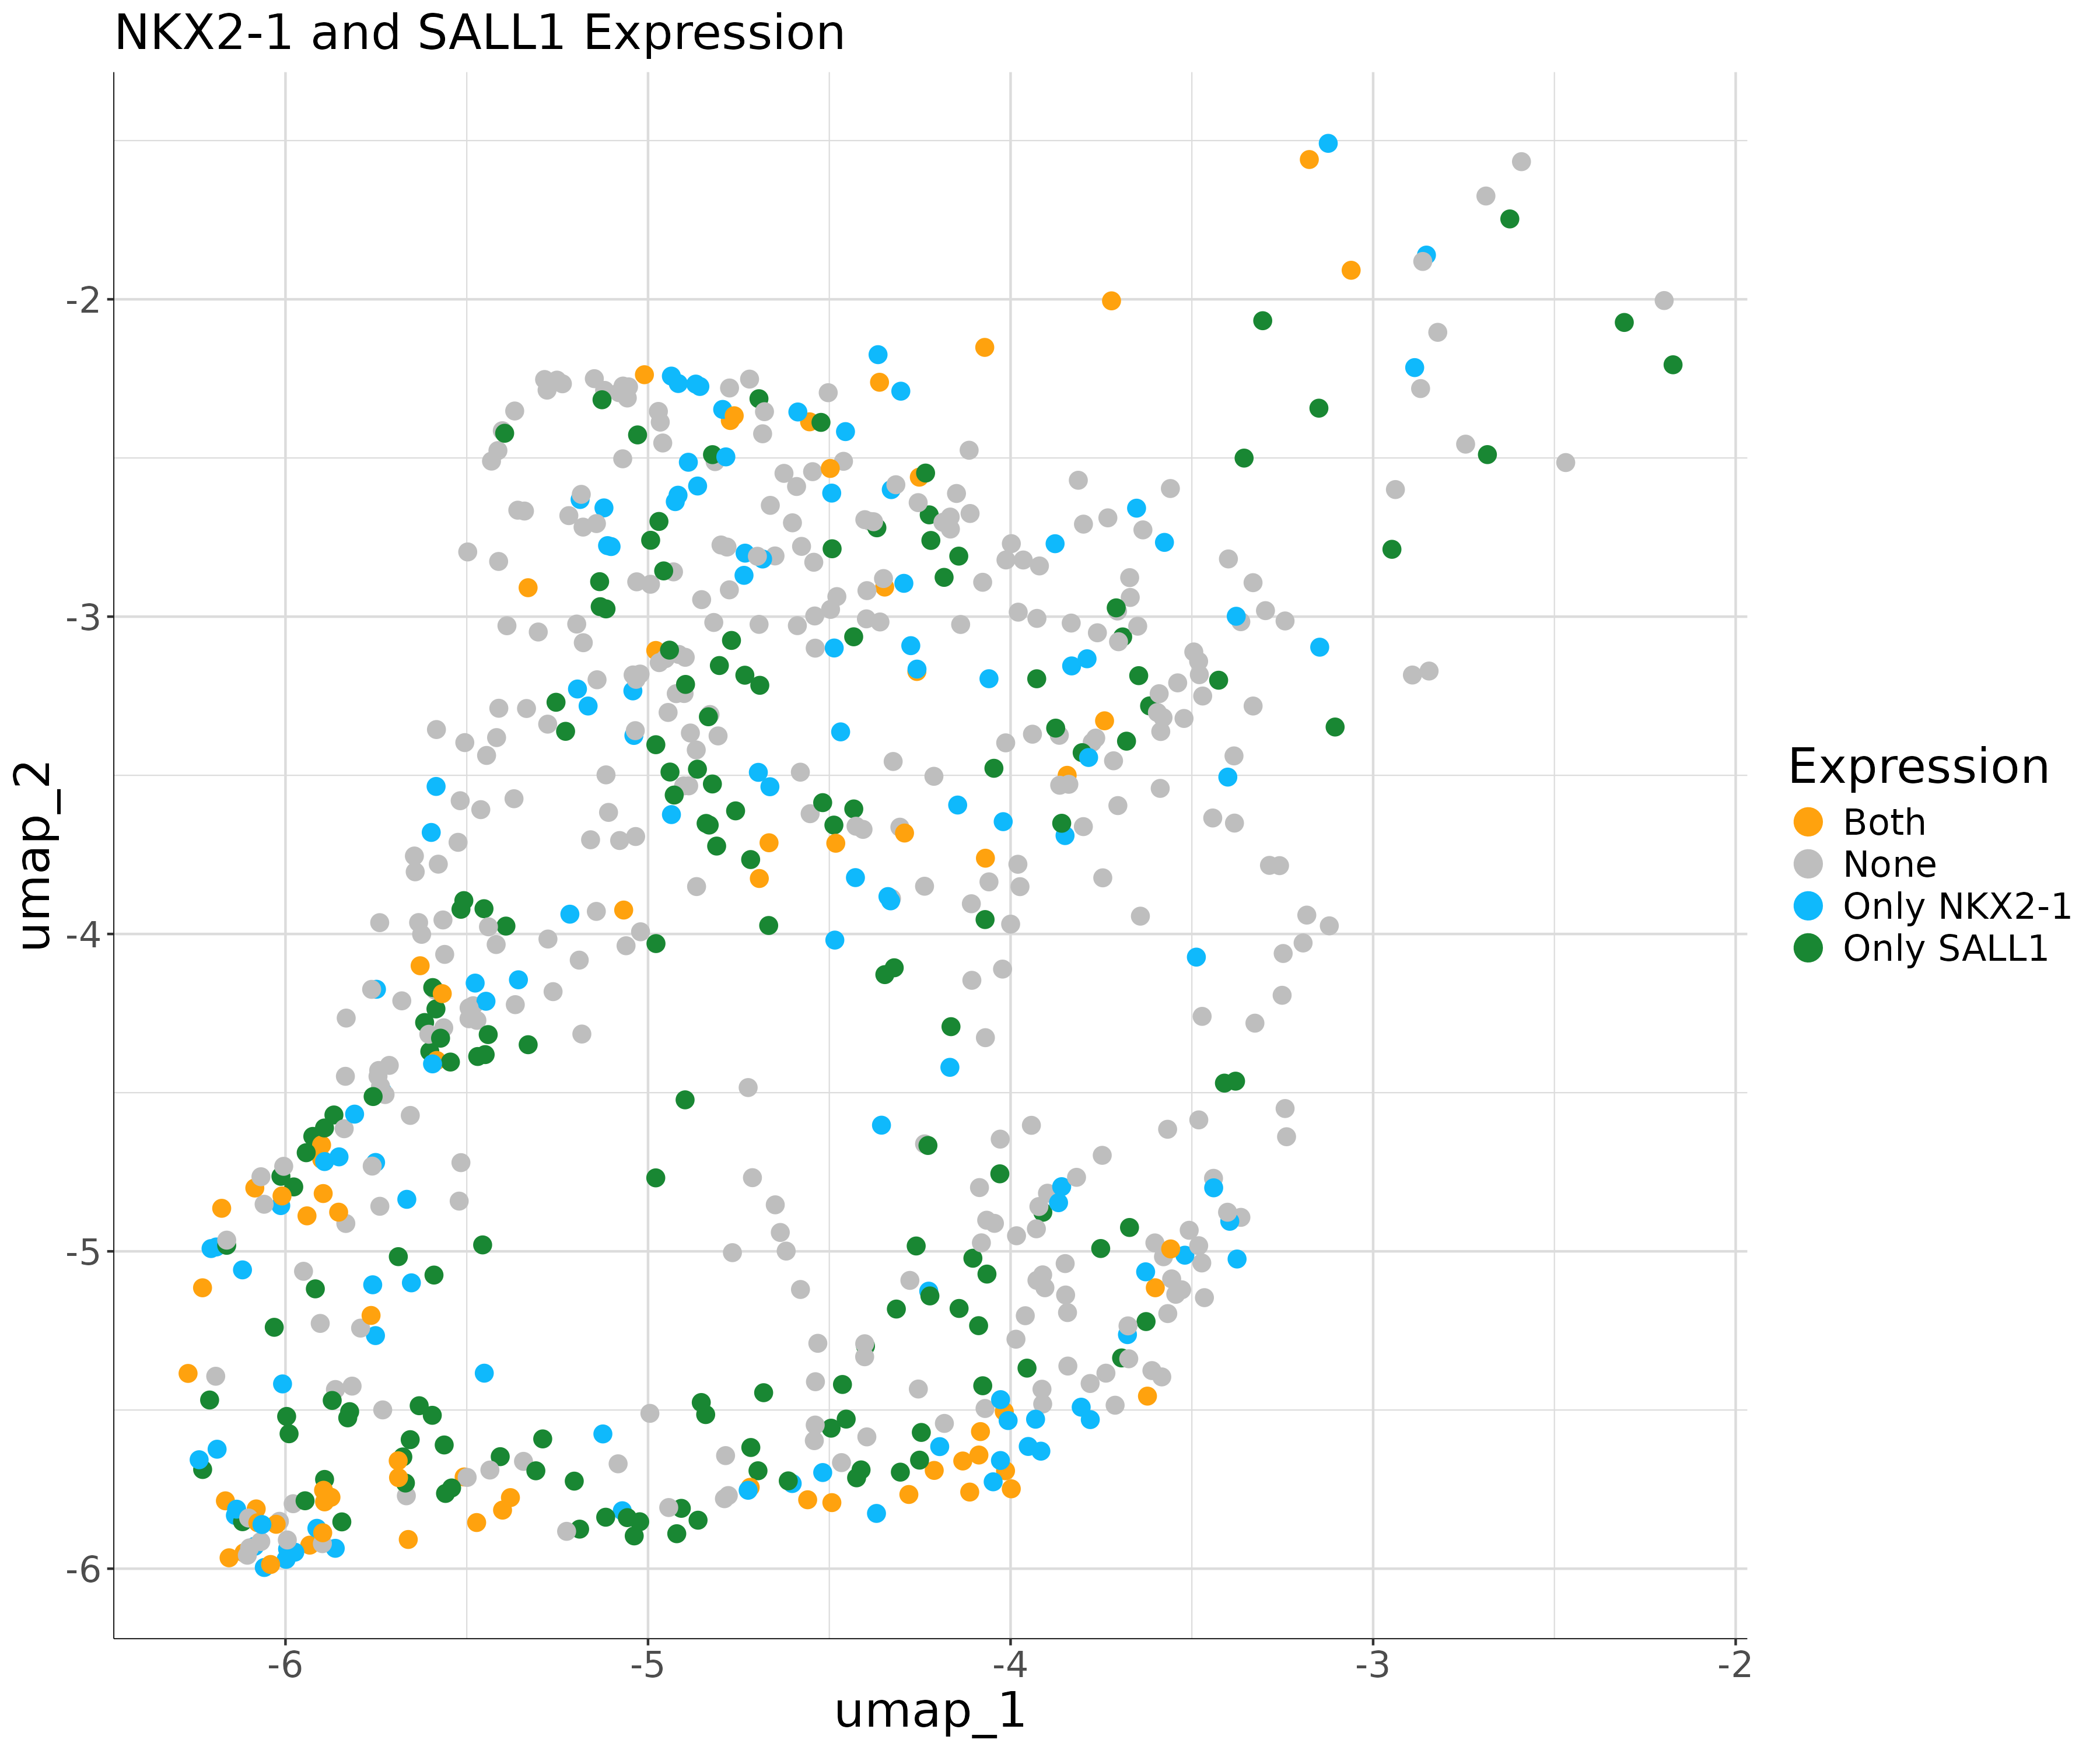 NKX2-1 and SALL1 Expression
umap_2
-2
-3
-4
-5
-6
-6 -5 -4 -3 -2
umap_1
Expression
Both
None
Only NKX2-1
Only SALL1